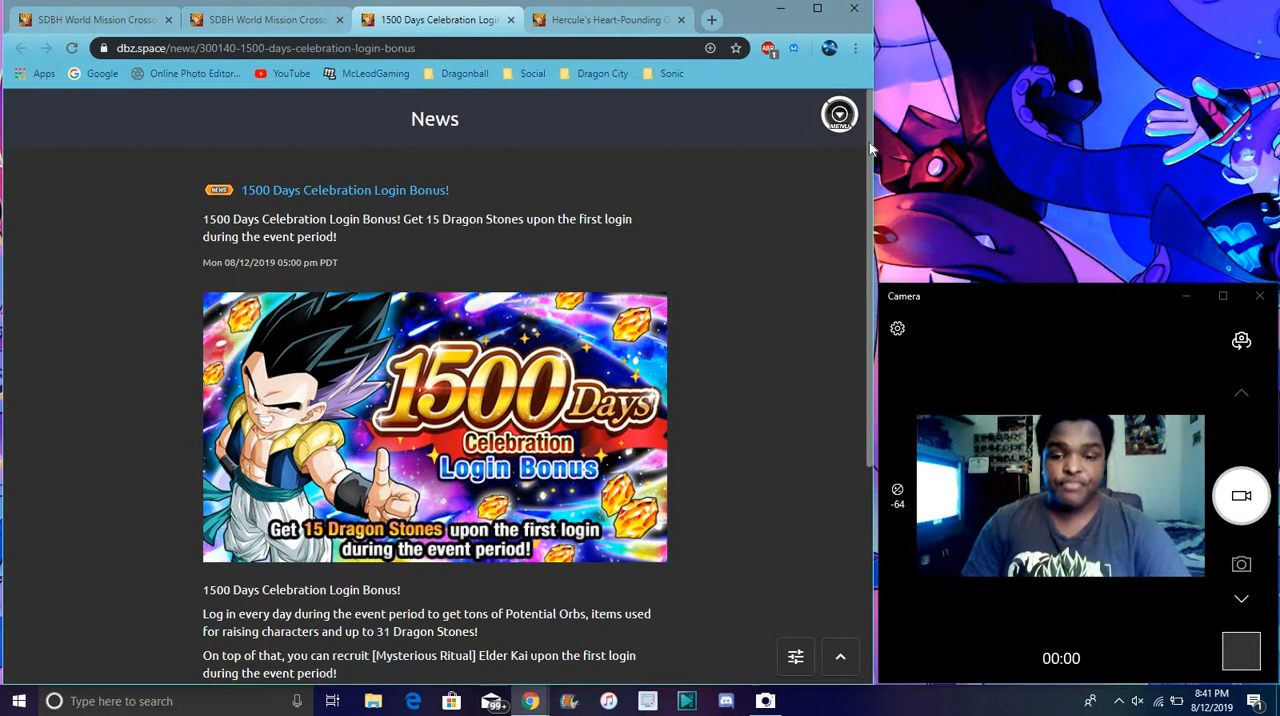 SDBH World Mission Cross
SDBH World Mission Cross
1500 Days Celebration Logi
Hercule's Heart-Pounding G
dbz.space/news/300140-1500-days-celebration-login-bonus
ABP
1
Apps
Google
Online Photo Editor...
YouTube
McLeodGaming
Dragonball
Social
Dragon City
Sonic
News
MENU
NEWS
1500 Days Celebration Login Bonus!
1500 Days Celebration Login Bonus! Get 15 Dragon Stones upon the first login
during the event period!
Mon 08/12/2019 05:00 pm PDT
1500 Days
Celebration
Login Bonus
Get 15 Dragon Stones upon the first login
during the event period!
1500 Days Celebration Login Bonus!
Log in every day during the event period to get tons of Potential Orbs, items used
for raising characters and up to 31 Dragon Stones!
On top of that, you can recruit [Mysterious Ritual] Elder Kai upon the first login
during the event period!
Camera
-64
00:00
Type here to search
99+
8:41 PM
8/12/2019
1